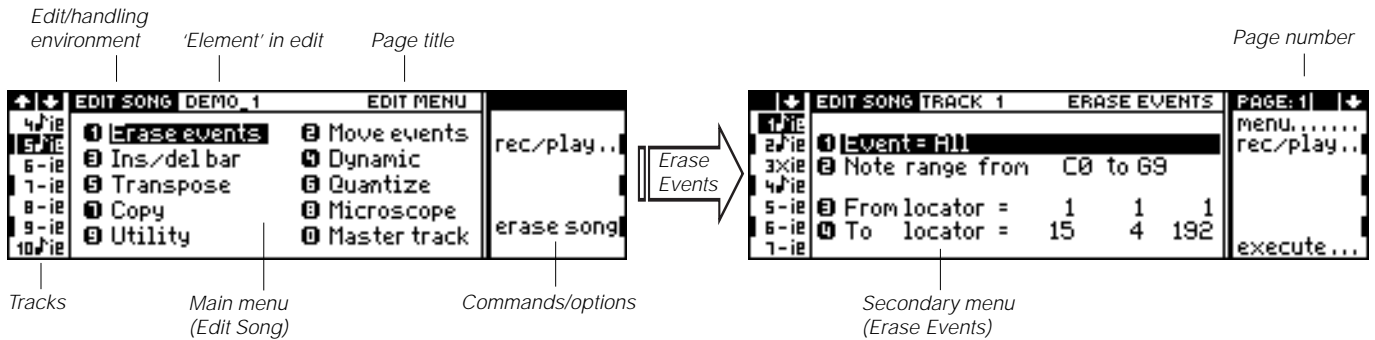 Edit/handling
environment
'Element' in edit
Page title
Page number
EDIT SONG DEMO_1 EDIT MENU
4♪ie
5♪ie
6-ie
7-ie
8-ie
9-ie
10♪ie
1 Erase events 2 Move events
3 Ins/del bar 4 Dynamic
5 Transpose 6 Quantize
7 Copy 8 Microscope
9 Utility 0 Master track
rec/play..
erase song
Erase
Events
EDIT SONG TRACK 1 ERASE EVENTS PAGE: 1
1♪ie
2♪ie
3Xie
4♪ie
5-ie
6-ie
7-ie
1 Event = All
2 Note range from C0 to G9
3 From locator = 1 1 1
4 To locator = 15 4 192
menu.......
rec/play..
execute...
Tracks
Main menu
(Edit Song)
Commands/options
Secondary menu
(Erase Events)